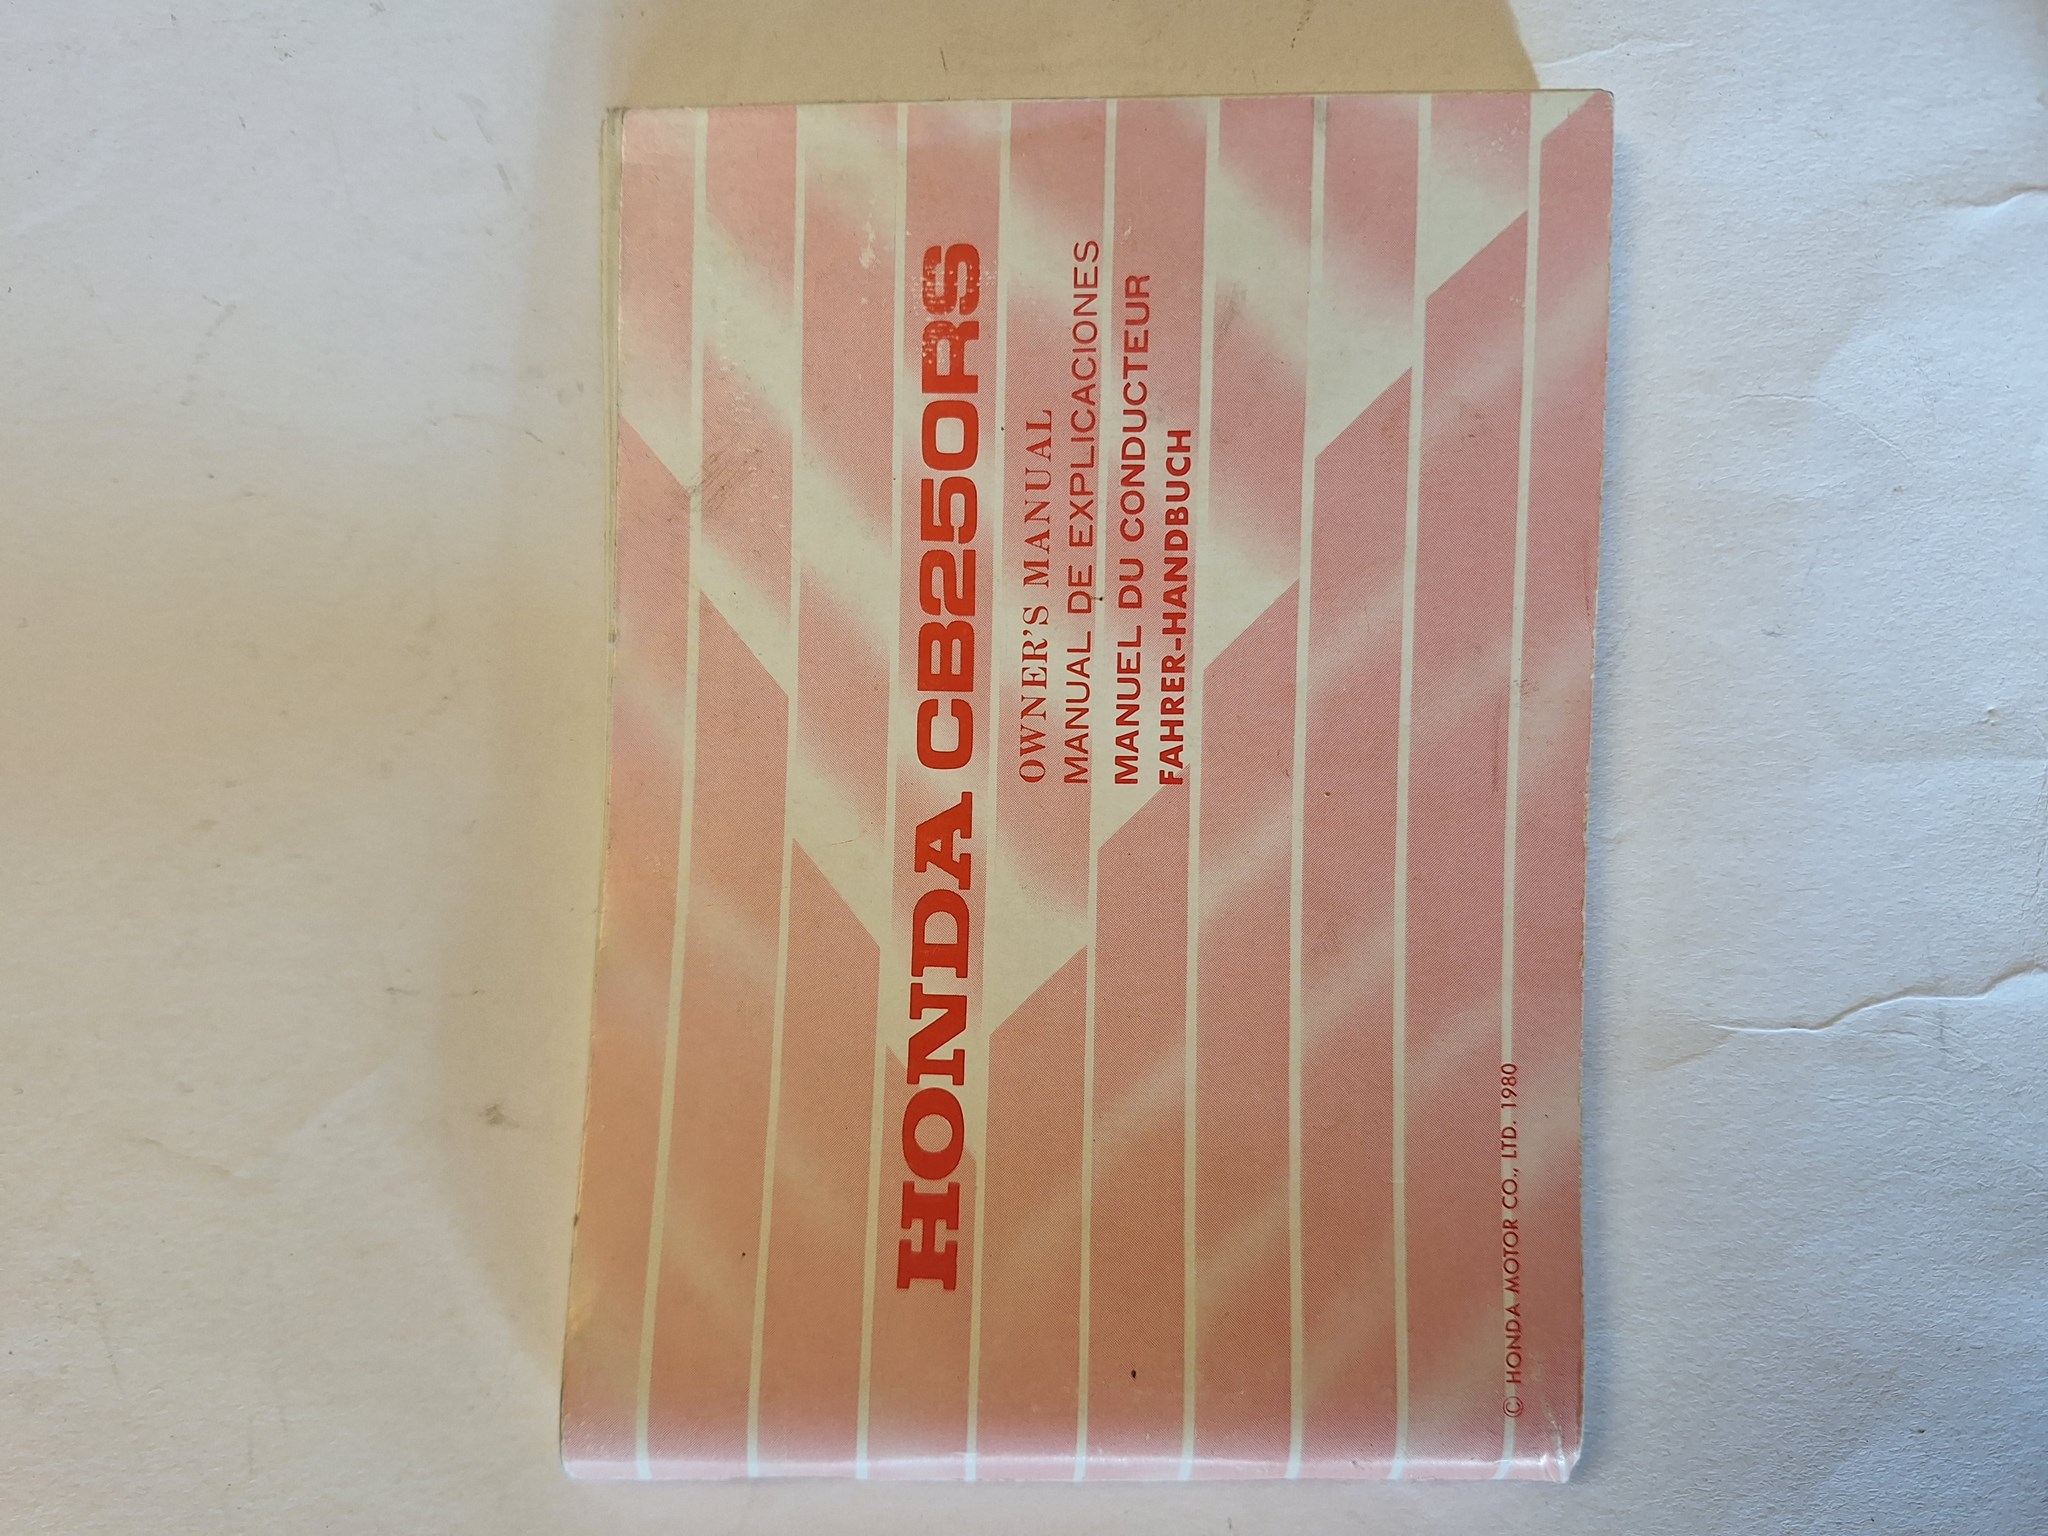 HONDA CB250RS
OWNER'S MANUAL
MANUAL DE EXPLICACIONES
MANUEL DU CONDUCTEUR
FAHRER-HANDBUCH
© HONDA MOTOR CO., LTD. 1980